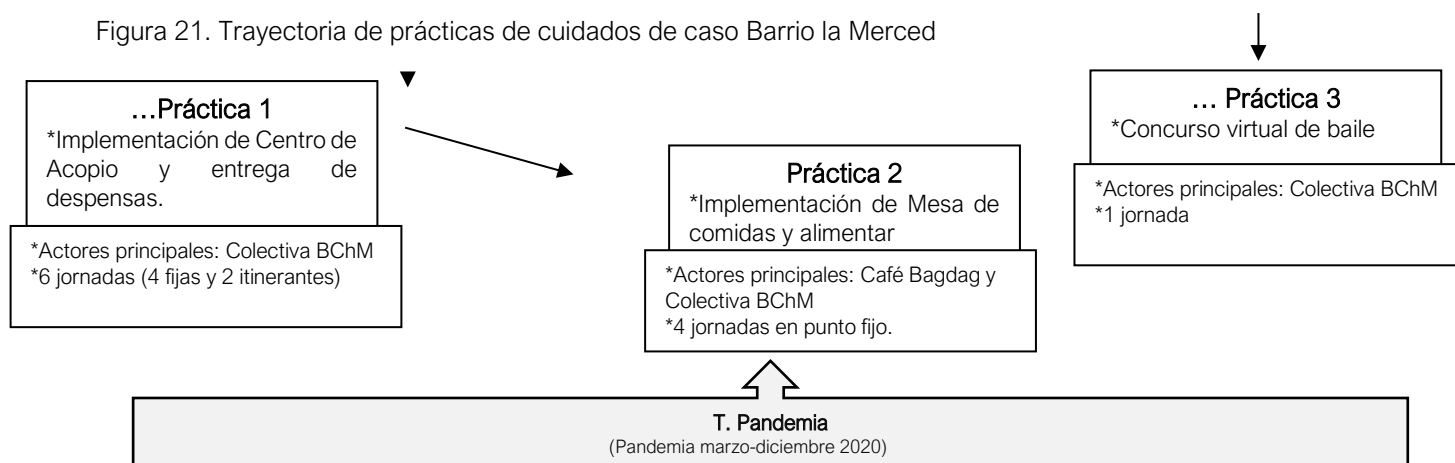 Figura 21. Trayectoria de prácticas de cuidados de caso Barrio la Merced
…Práctica 1
*Implementación de Centro de
Acopio y entrega de
despensas.
*Actores principales: Colectiva BChM
*6 jornadas (4 fijas y 2 itinerantes)
Práctica 2
*Implementación de Mesa de
comidas y alimentar
*Actores principales: Café Bagdag y
Colectiva BChM
*4 jornadas en punto fijo.
… Práctica 3
*Concurso virtual de baile
*Actores principales: Colectiva BChM
*1 jornada
T. Pandemia
(Pandemia marzo-diciembre 2020)